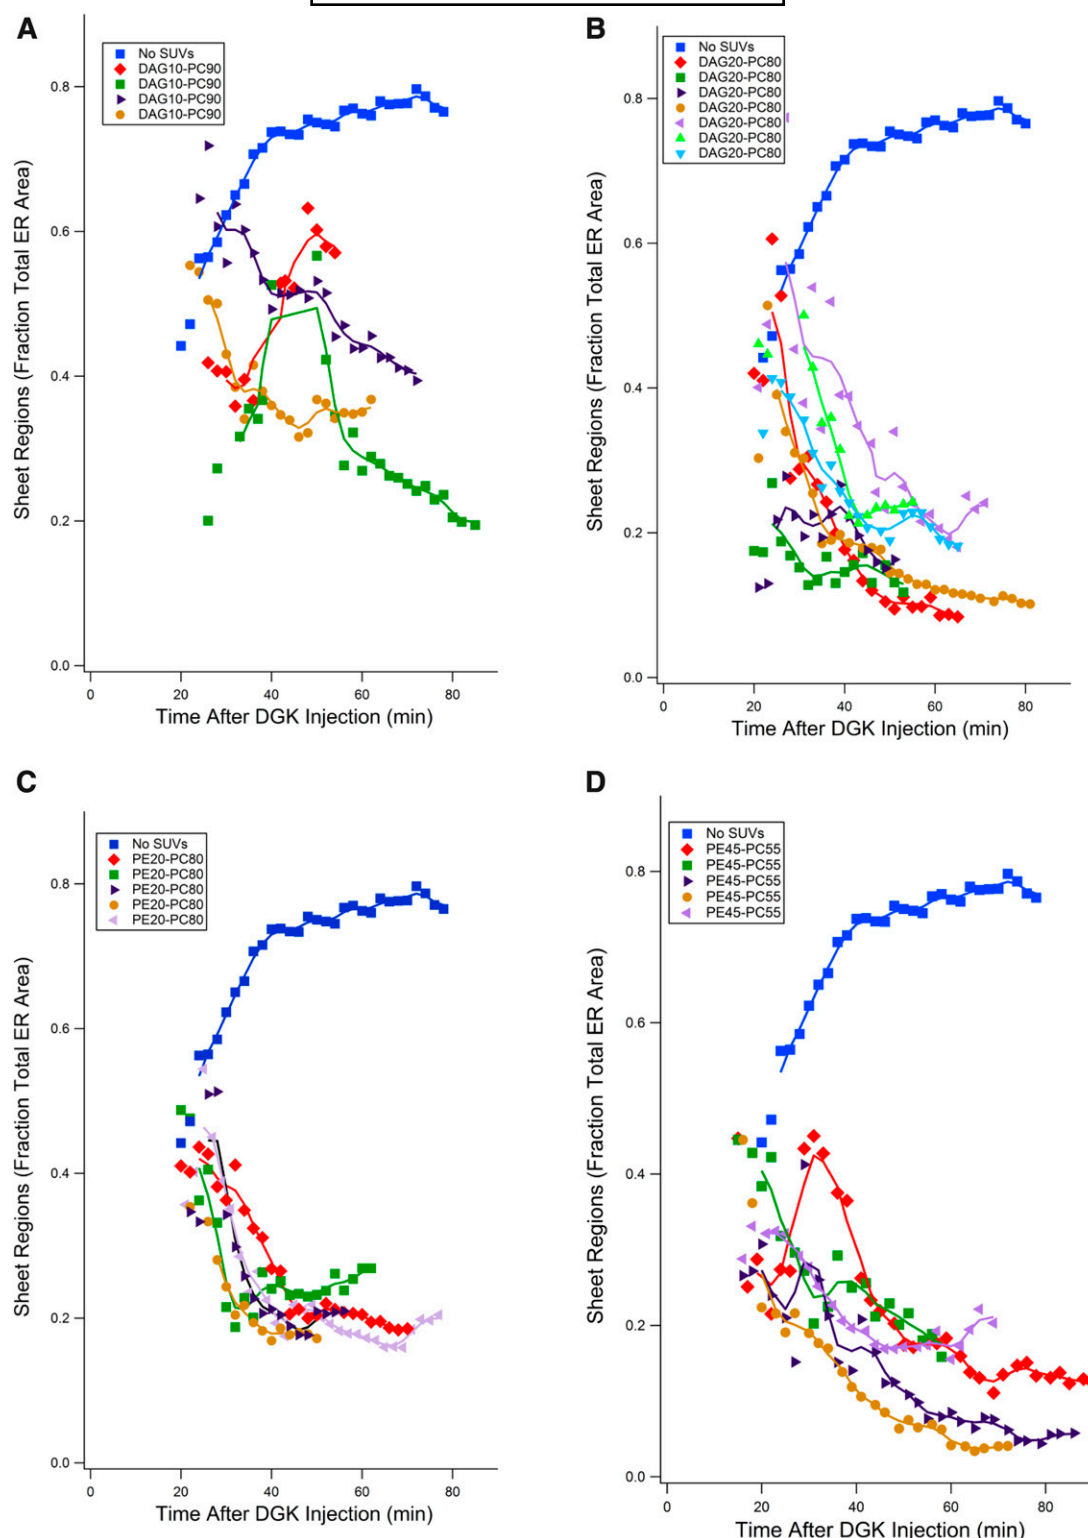 A
No SUVs
DAG10-PC90
DAG10-PC90
DAG10-PC90
DAG10-PC90
Sheet Regions (Fraction Total ER Area)
0.8
0.6
0.4
0.2
0.0
0 20 40 60 80
Time After DGK Injection (min)
B
No SUVs
DAG20-PC80
DAG20-PC80
DAG20-PC80
DAG20-PC80
DAG20-PC80
DAG20-PC80
DAG20-PC80
Sheet Regions (Fraction Total ER Area)
0.8
0.6
0.4
0.2
0.0
0 20 40 60 80
Time After DGK Injection (min)
C
No SUVs
PE20-PC80
PE20-PC80
PE20-PC80
PE20-PC80
PE20-PC80
Sheet Regions (Fraction Total ER Area)
0.8
0.6
0.4
0.2
0.0
0 20 40 60 80
Time After DGK Injection (min)
D
No SUVs
PE45-PC55
PE45-PC55
PE45-PC55
PE45-PC55
PE45-PC55
Sheet Regions (Fraction Total ER Area)
0.8
0.6
0.4
0.2
0.0
0 20 40 60 80
Time After DGK Injection (min)